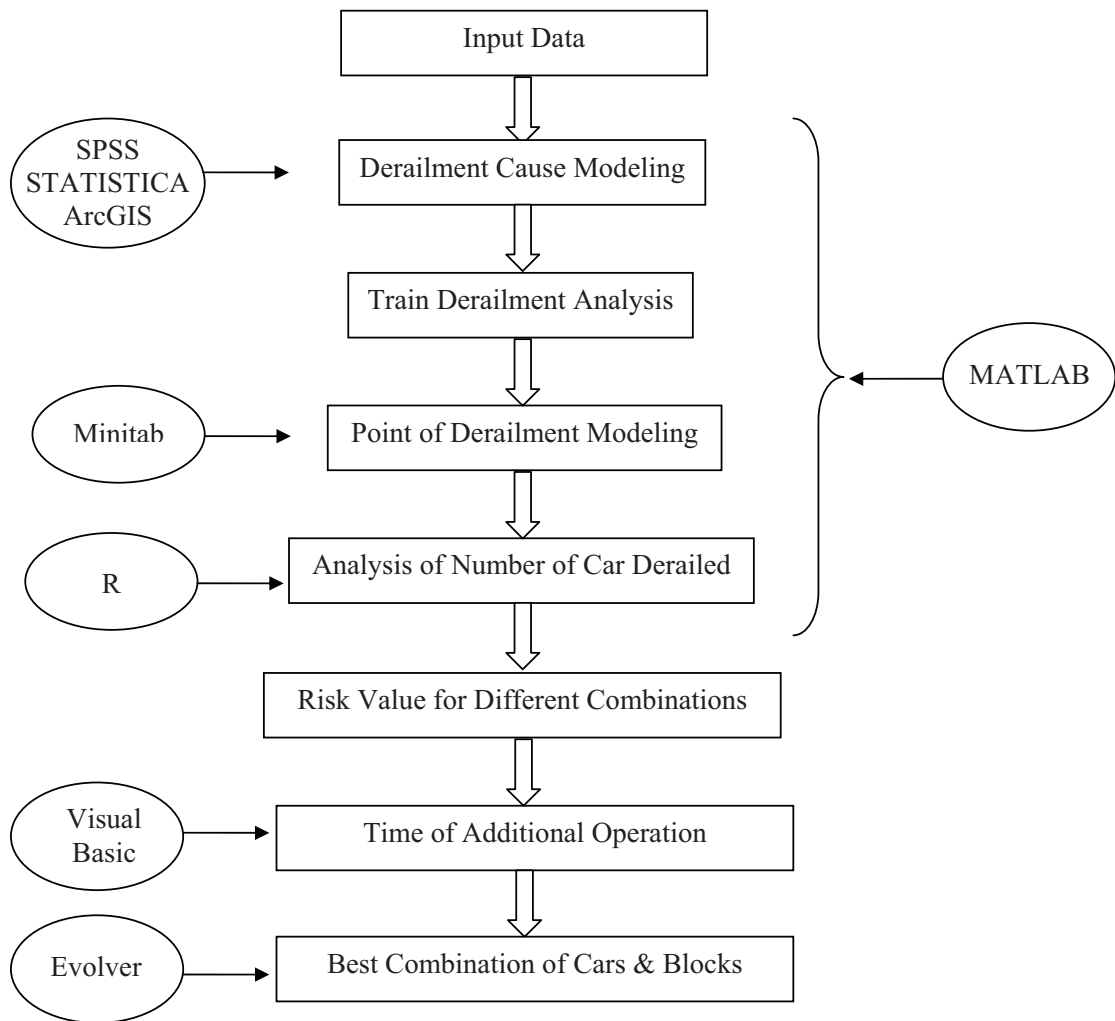 Input Data
SPSS
STATISTICA
ArcGIS
Derailment Cause Modeling
Train Derailment Analysis
MATLAB
Minitab
Point of Derailment Modeling
R
Analysis of Number of Car Derailed
Risk Value for Different Combinations
Visual
Basic
Time of Additional Operation
Evolver
Best Combination of Cars & Blocks